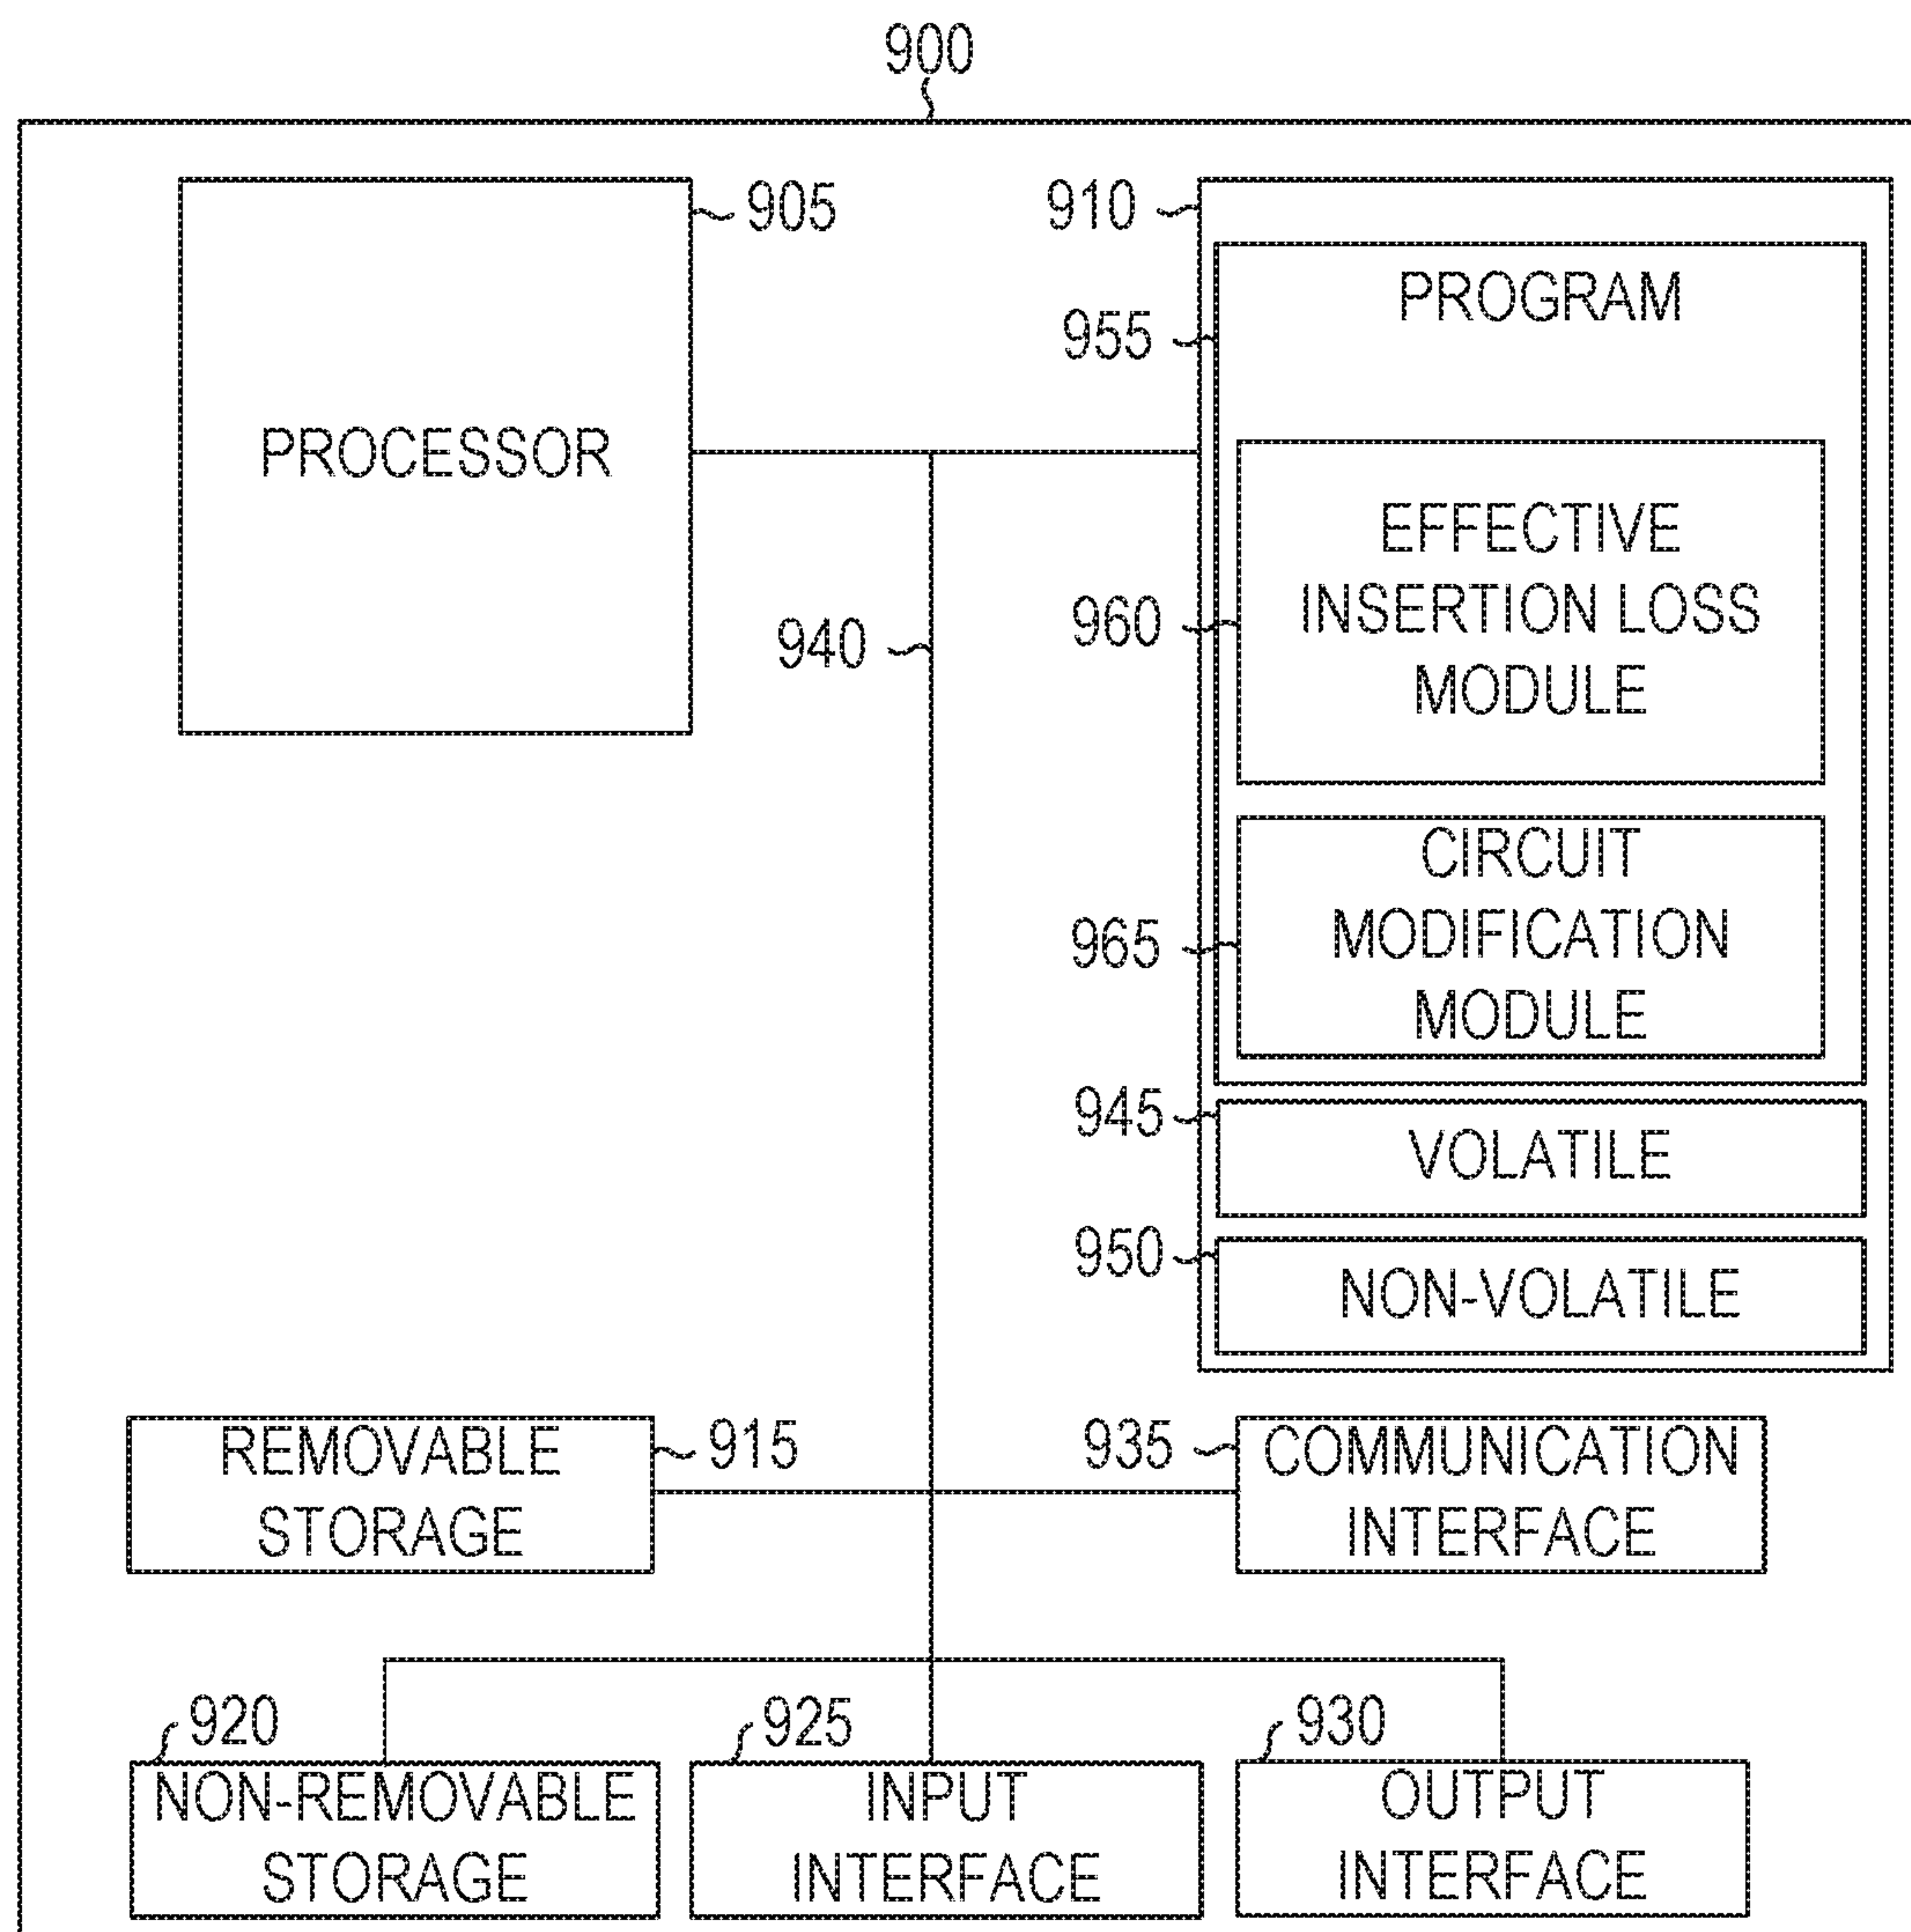 900
905
910
PROGRAM
955
PROCESSOR
EFFECTIVE
INSERTION LOSS
MODULE
960
940
CIRCUIT
MODIFICATION
MODULE
965
945
VOLATILE
950
NON-VOLATILE
REMOVABLE
STORAGE
915
935
COMMUNICATION
INTERFACE
920
NON-REMOVABLE
STORAGE
925
INPUT
INTERFACE
930
OUTPUT
INTERFACE